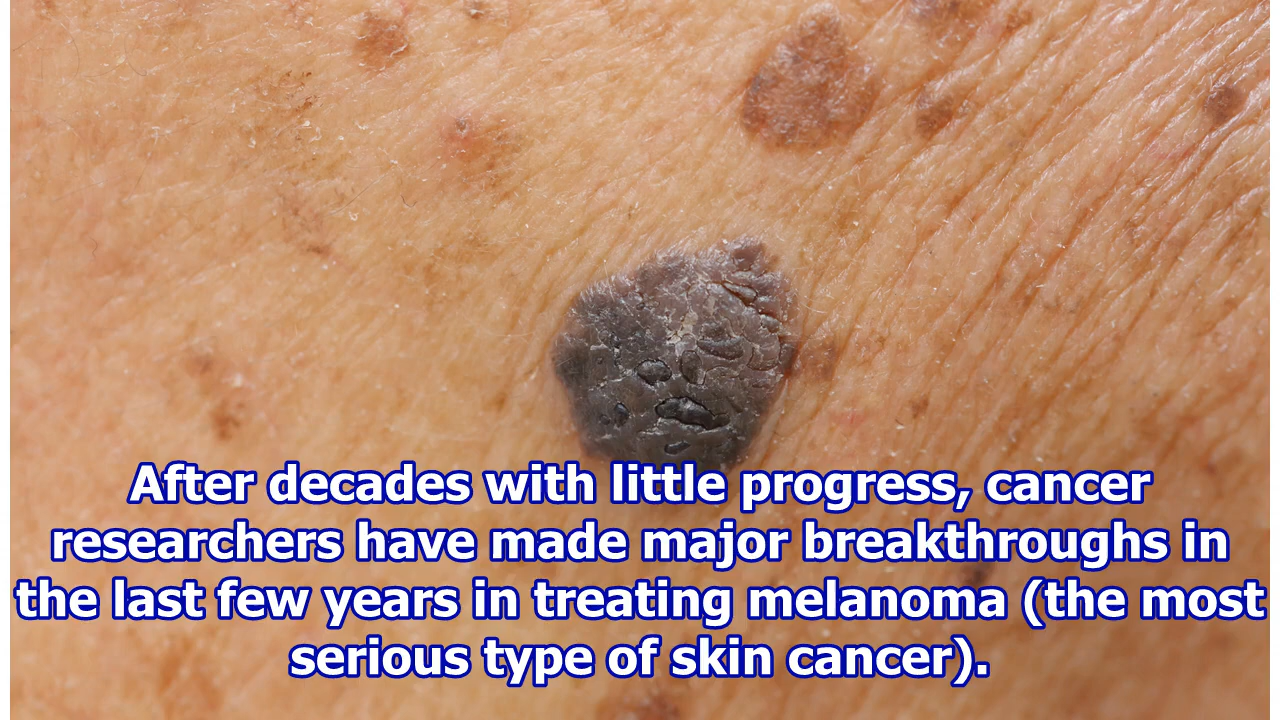 After decades with little progress, cancer
researchers have made major breakthroughs in
the last few years in treating melanoma (the most
serious type of skin cancer).